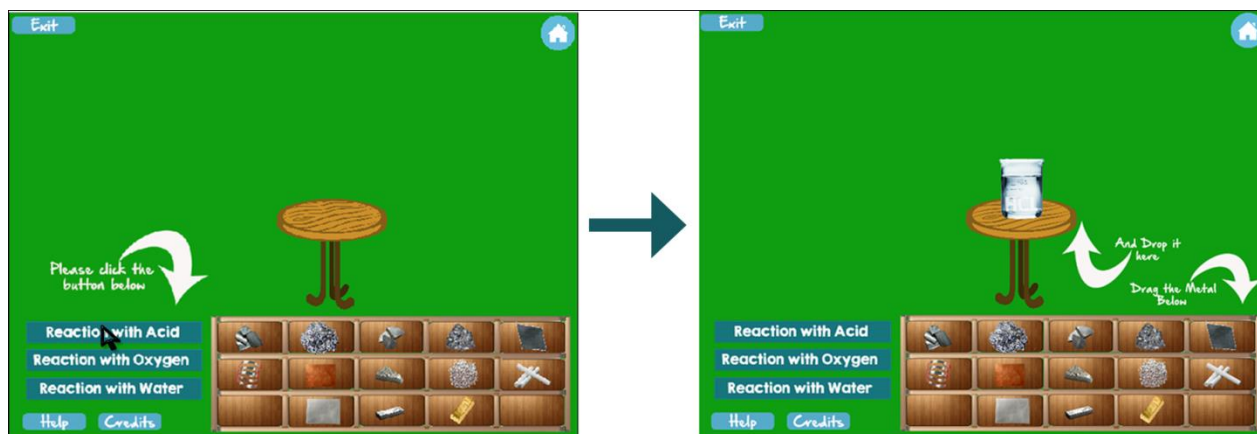 Exit
Please click the
button below
Reaction with Acid
Reaction with Oxygen
Reaction with Water
Help
Credits
Exit
HCl
And Drop it
here
Drag the Metal
Below
Reaction with Acid
Reaction with Oxygen
Reaction with Water
Help
Credits